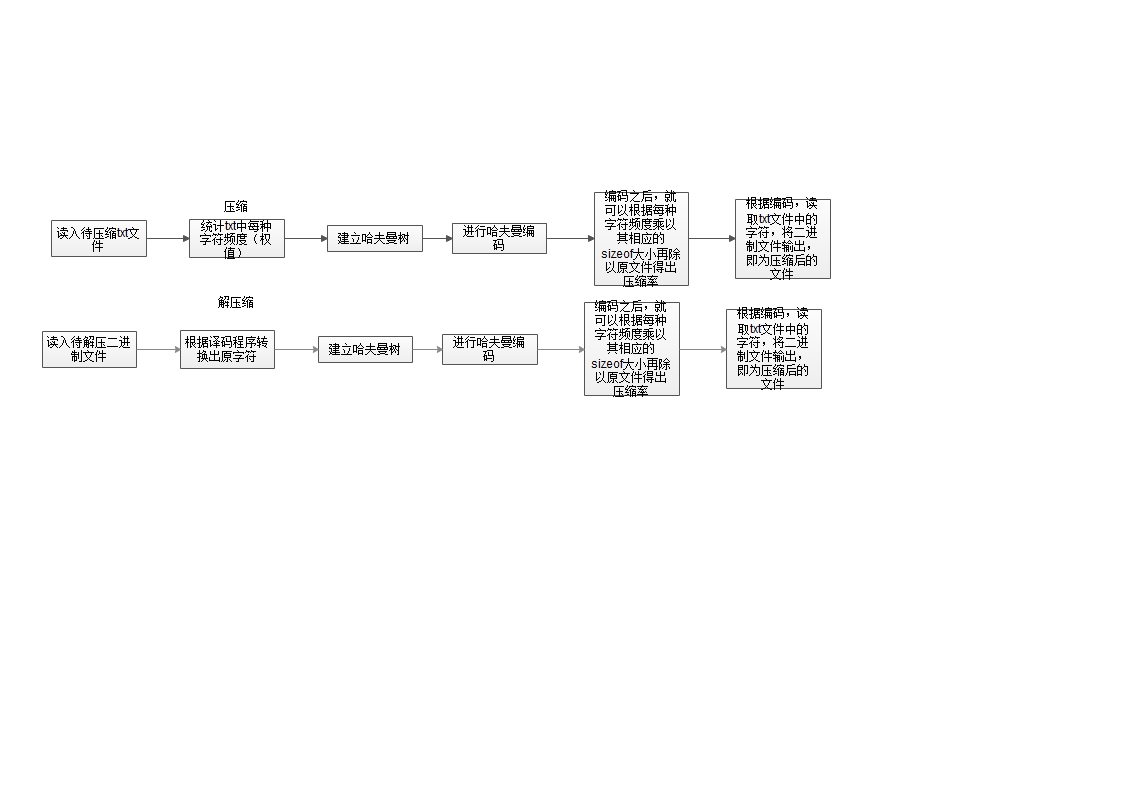 压缩
读入待压缩txt文
件
统计txt中每种
字符频度（权
值）
建立哈夫曼树
进行哈夫曼编
码
编码之后，就
可以根据每种
字符频度乘以
其相应的
sizeof大小再除
以原文件得出
压缩率
根据编码，读
取txt文件中的
字符，将二进
制文件输出，
即为压缩后的
文件
解压缩
读入待解压二进
制文件
根据译码程序转
换出原字符
建立哈夫曼树
进行哈夫曼编
码
编码之后，就
可以根据每种
字符频度乘以
其相应的
sizeof大小再除
以原文件得出
压缩率
根据编码，读
取txt文件中的
字符，将二进
制文件输出，
即为压缩后的
文件